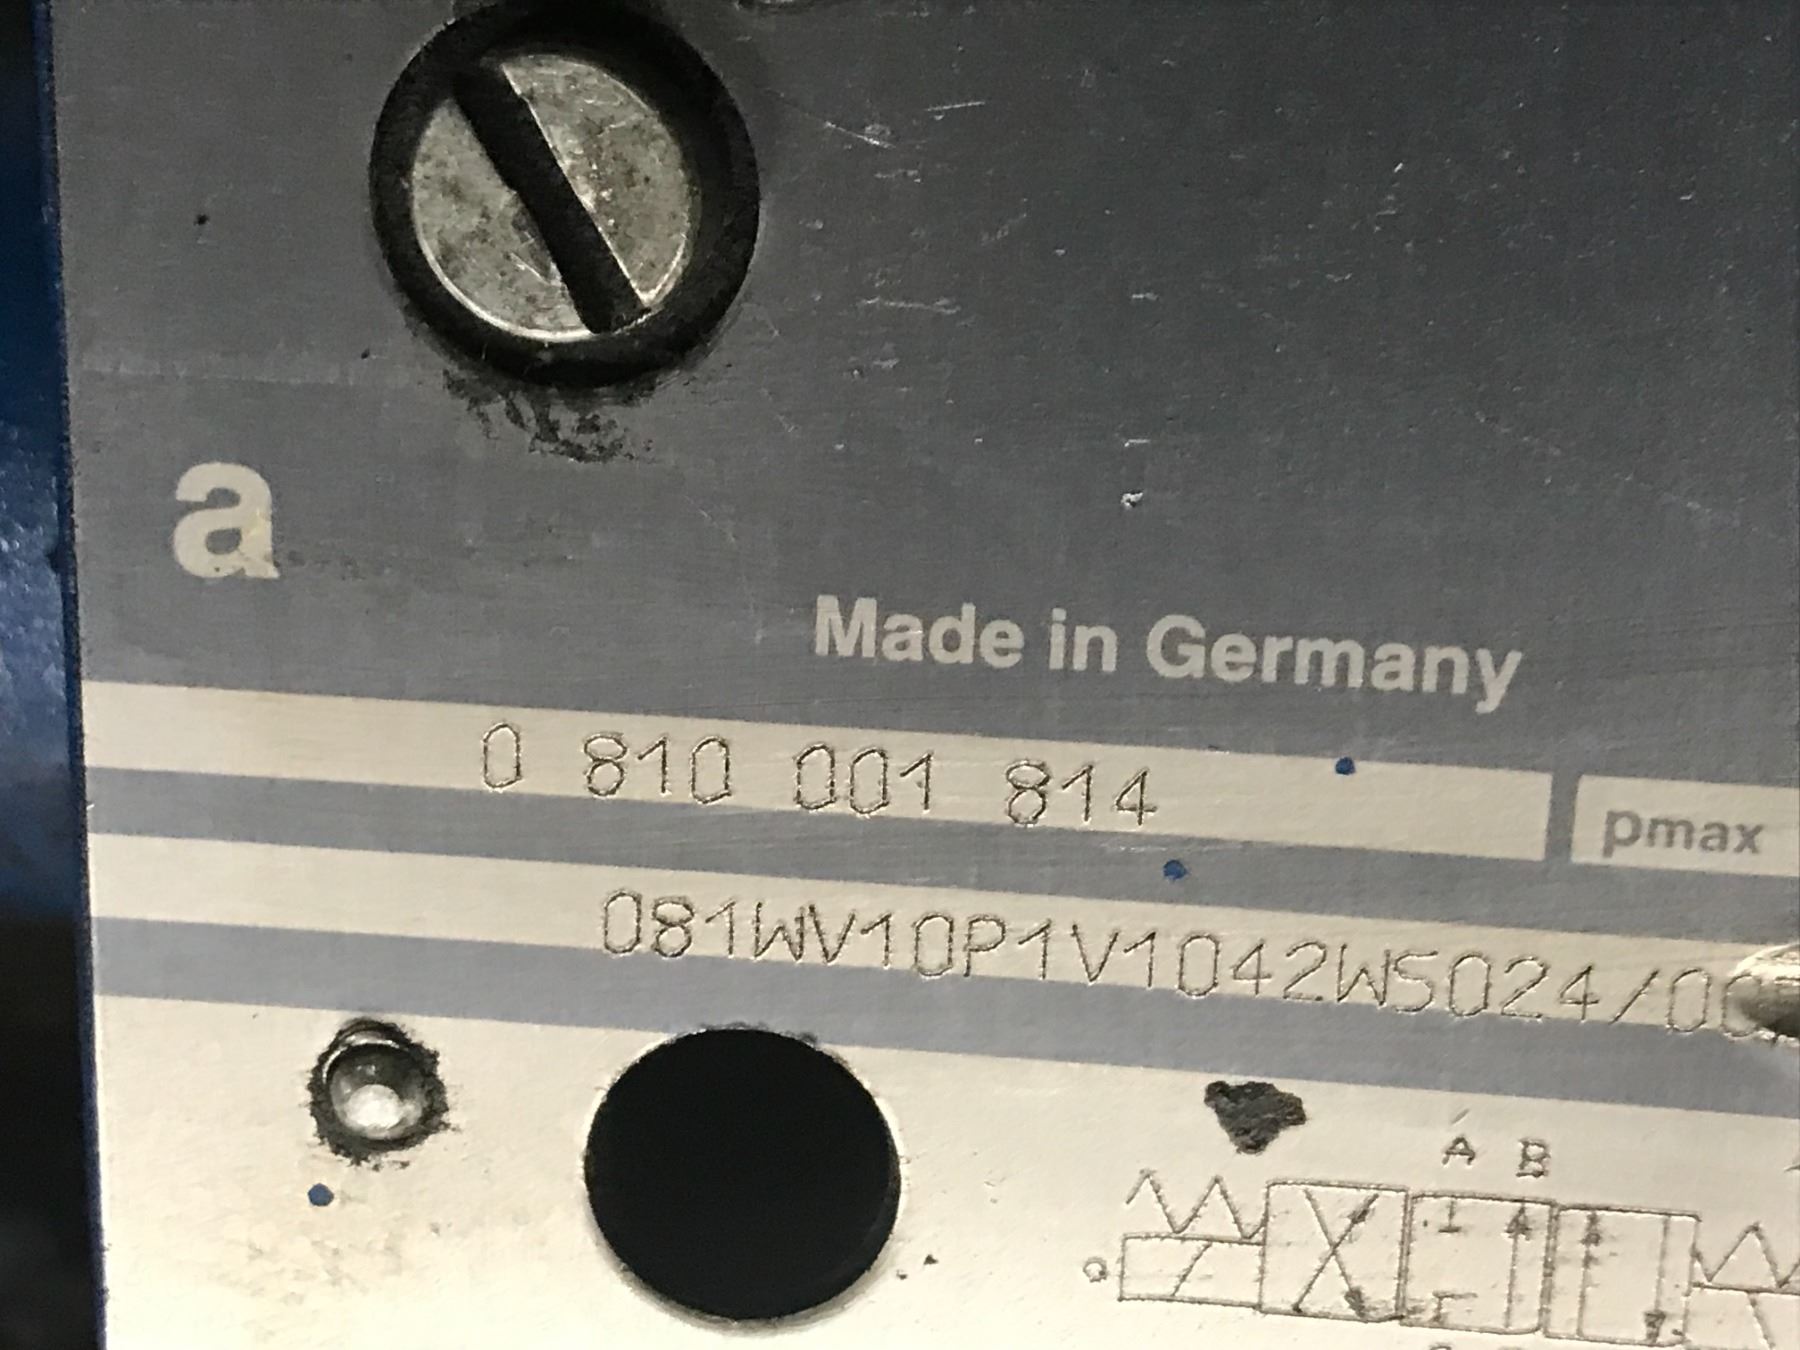 a
Made in Germany
0 810 001 814
pmax
081WV10P1V1042WS024/00
A B
a